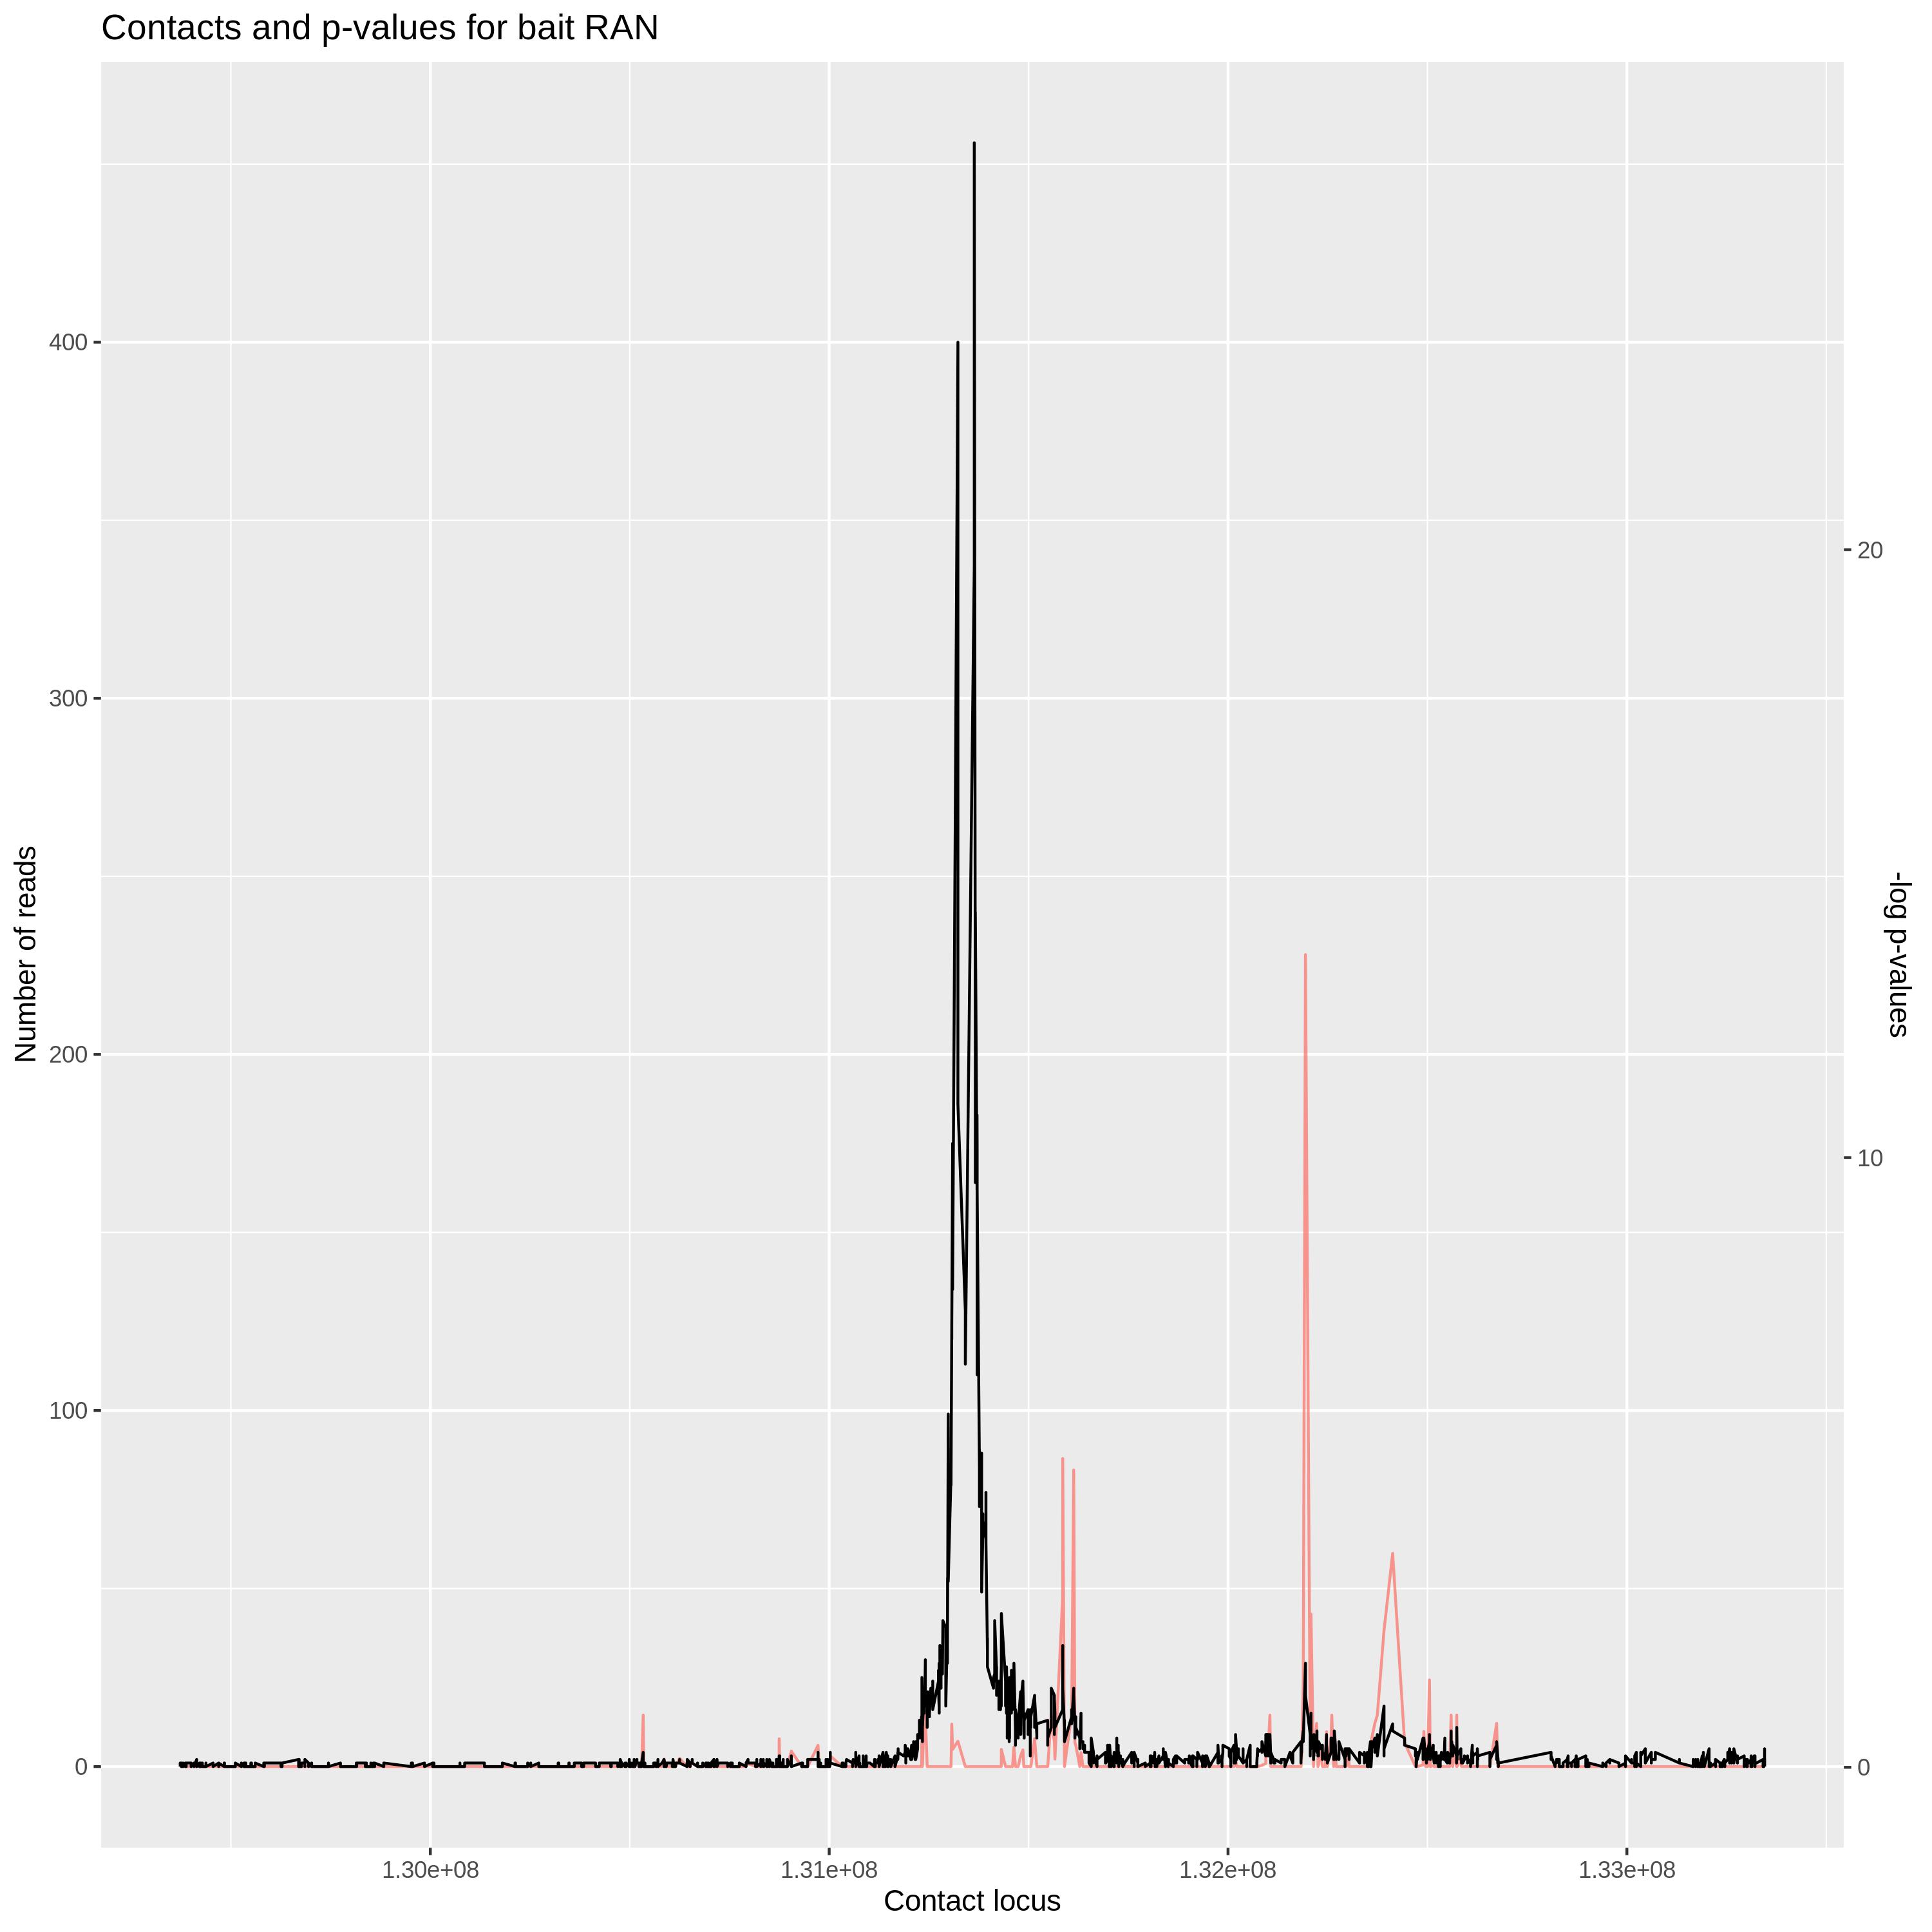 Contacts and p-values for bait RAN
400
300
200
100
0
Number of reads
20
10
0
-log p-values
1.30e+08
1.31e+08
1.32e+08
1.33e+08
Contact locus